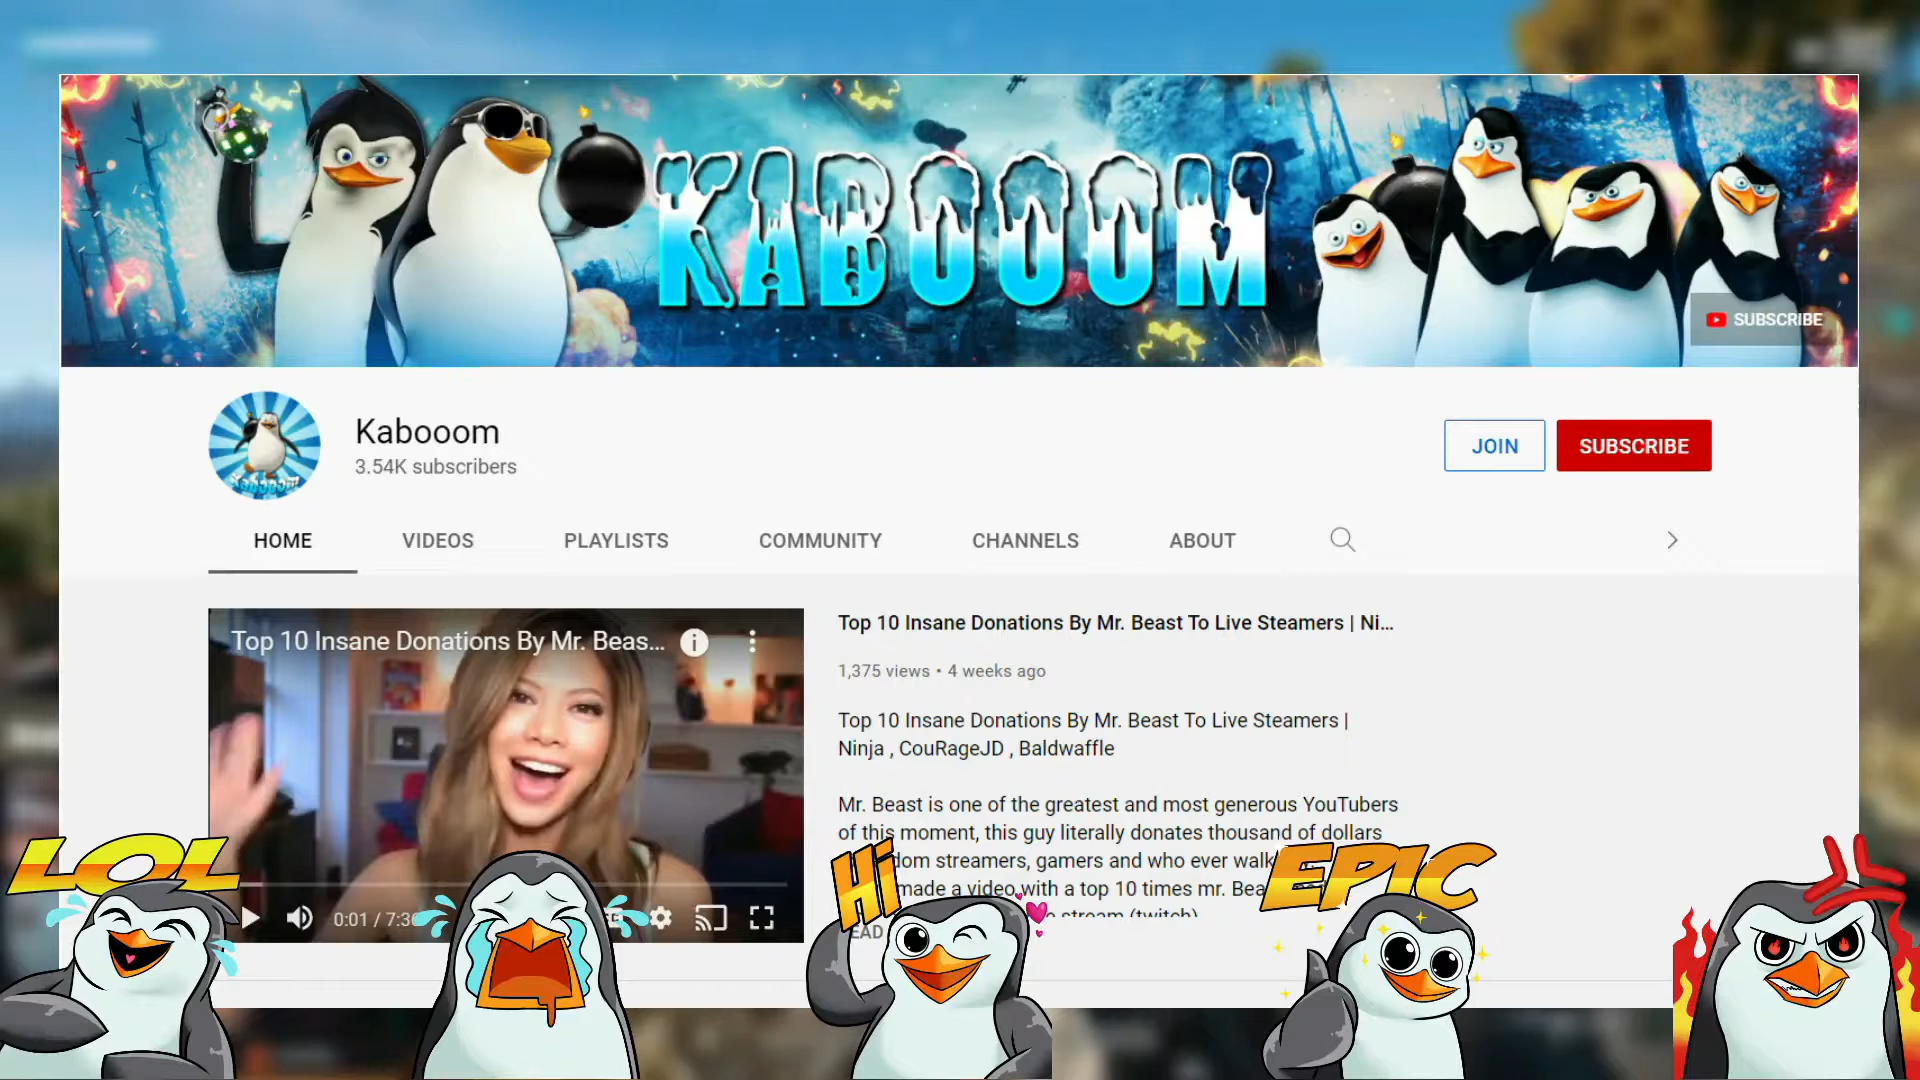 KABOOOM
SUBSCRIBE
Kabooom
Kabooom
3.54K subscribers
JOIN
SUBSCRIBE
HOME
VIDEOS
PLAYLISTS
COMMUNITY
CHANNELS
ABOUT
Top 10 Insane Donations By Mr. Beas...
0:01 / 7:3
Top 10 Insane Donations By Mr. Beast To Live Steamers | Ni...
1,375 views • 4 weeks ago
Top 10 Insane Donations By Mr. Beast To Live Steamers |
Ninja , CouRageJD , Baldwaffle
Mr. Beast is one of the greatest and most generous YouTubers
of this moment, this guy literally donates thousand of dollars
dom streamers, gamers and who ever walk
made a video with a top 10 times mr. Bea
stream (twitch)
EAD
LOL
Hi
EPIC